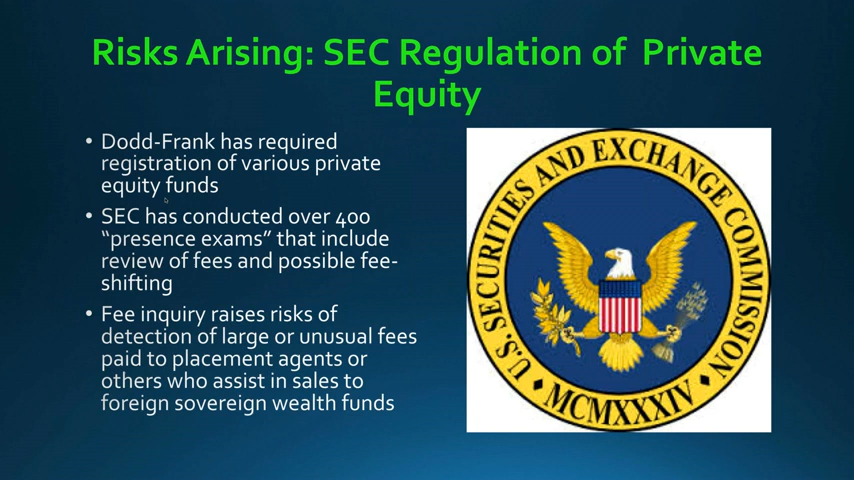 Risks Arising: SEC Regulation of Private
Equity
• Dodd-Frank has required
registration of various private
equity funds
• SEC has conducted over 400
“presence exams” that include
review of fees and possible fee-
shifting
• Fee inquiry raises risks of
detection of large or unusual fees
paid to placement agents or
others who assist in sales to
foreign sovereign wealth funds
U.S. SECURITIES AND EXCHANGE COMMISSION
MCMXXXIV